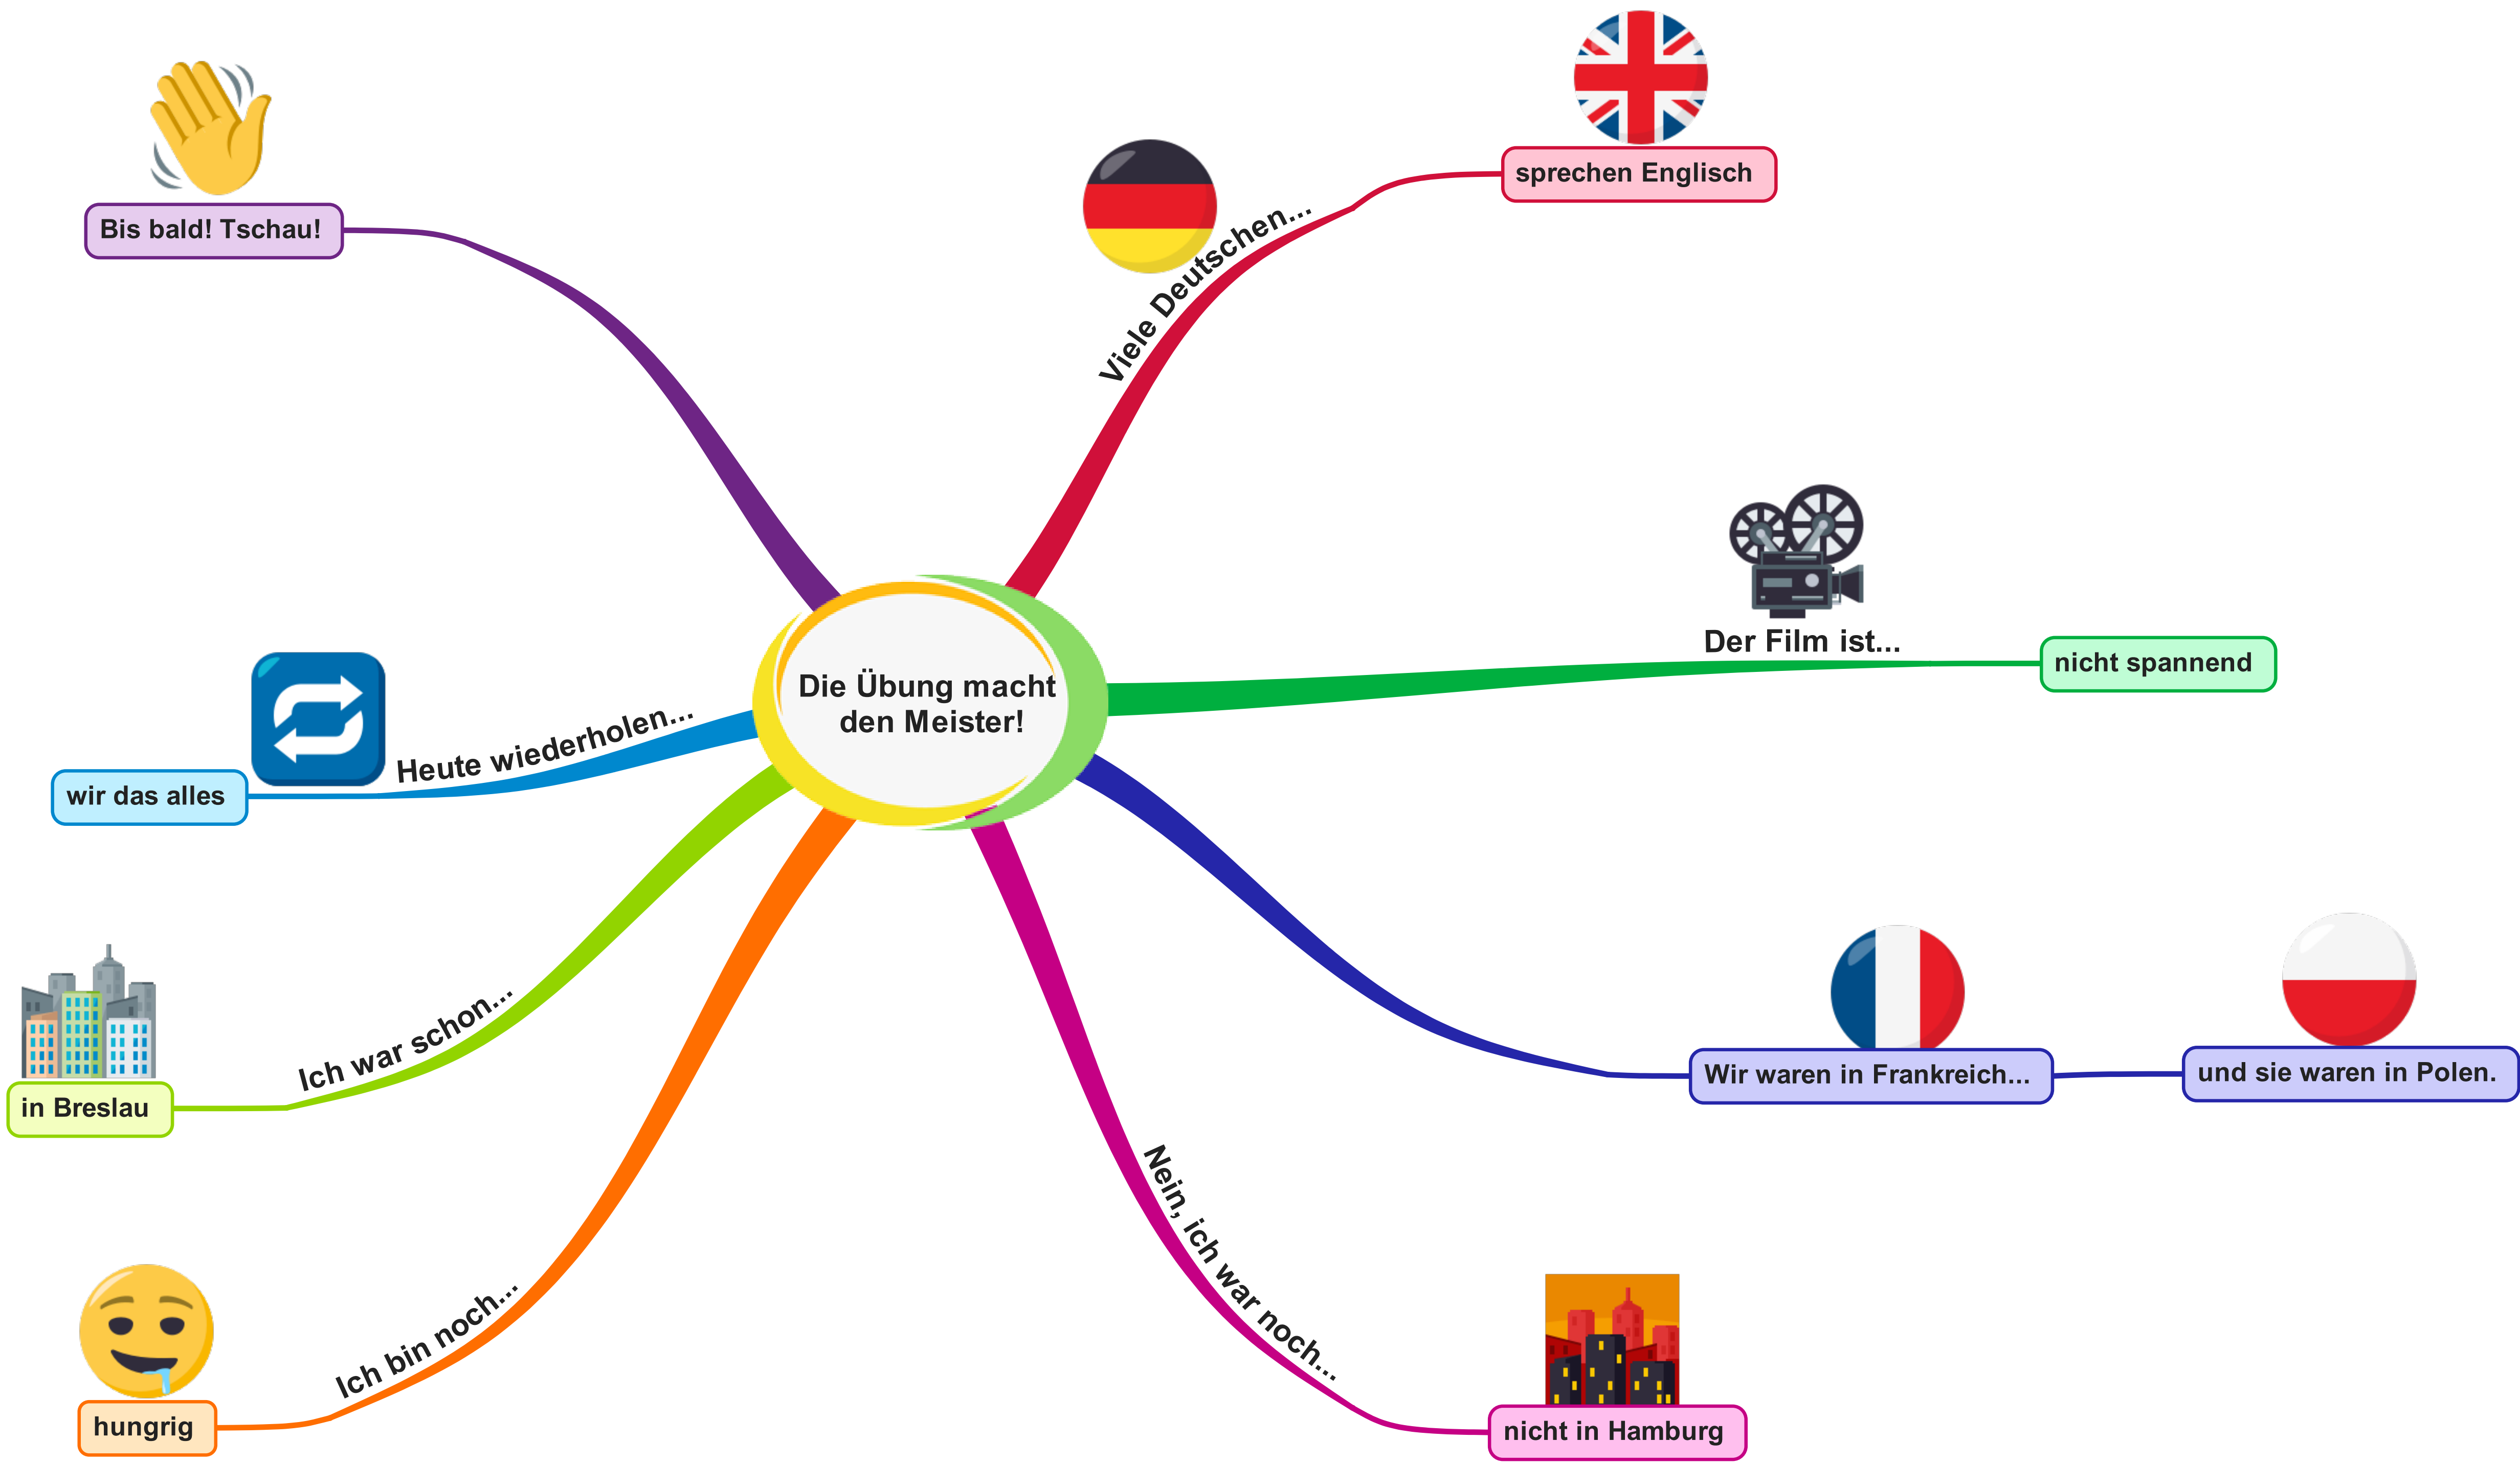 Die Übung macht
den Meister!
Viele Deutschen...
sprechen Englisch
Der Film ist...
nicht spannend
Wir waren in Frankreich...
und sie waren in Polen.
Nein, ich war noch...
nicht in Hamburg
Ich bin noch...
hungrig
Ich war schon...
in Breslau
Heute wiederholen...
wir das alles
Bis bald! Tschau!